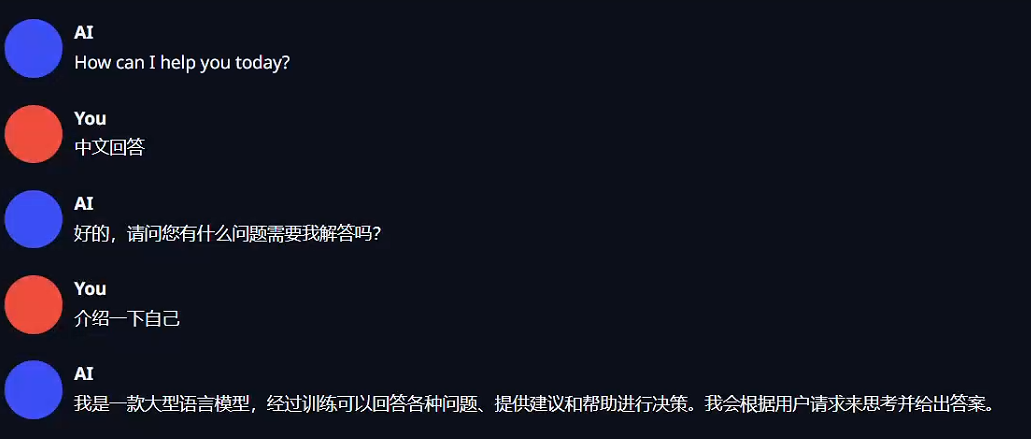 AI
How can I help you today?
You
中文回答
AI
好的，请问您有什么问题需要我解答吗？
You
介绍一下自己
AI
我是一款大型语言模型，经过训练可以回答各种问题、提供建议和帮助进行决策。我会根据用户请求来思考并给出答案。